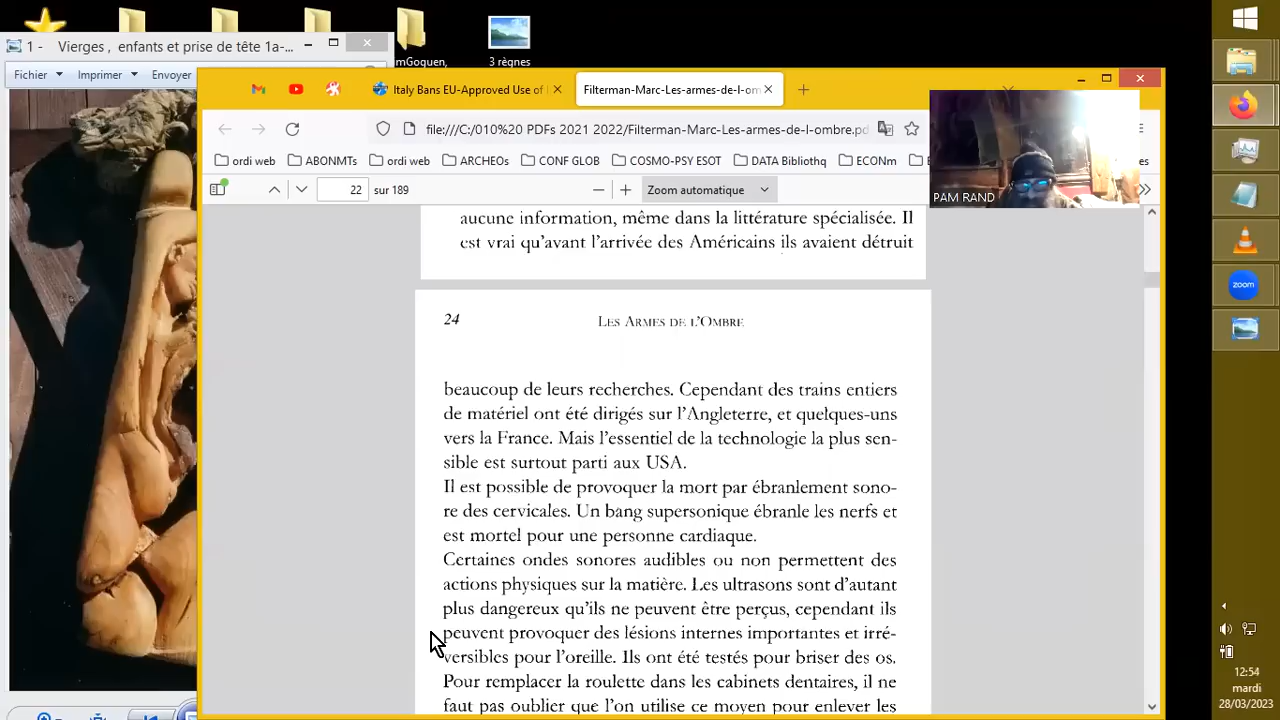 mGoquen,
3 règnes
1 - Vierges , enfants et prise de tête 1a-...
Fichier
Imprimer
Envoyer
Italy Bans EU-Approved Use of
Filterman-Marc-Les-armes-de-l-om
file:///C:/010%20 PDFs 2021 2022/Filterman-Marc-Les-armes-de-l-ombre.pd
ordi web
ABONMTs
ordi web
ARCHEOs
CONF GLOB
COSMO-PSY ESOT
DATA Bibliothq
ECONm
22 sur 189
Zoom automatique
PAM RAND
aucune information, même dans la littérature spécialisée. Il
est vrai qu'avant l'arrivée des Américains ils avaient détruit
24
LES ARMES DE L'OMBRE
beaucoup de leurs recherches. Cependant des trains entiers
de matériel ont été dirigés sur l'Angleterre, et quelques-uns
vers la France. Mais l'essentiel de la technologie la plus sen-
sible est surtout parti aux USA.
Il est possible de provoquer la mort par ébranlement sono-
re des cervicales. Un bang supersonique ébranle les nerfs et
est mortel pour une personne cardiaque.
Certaines ondes sonores audibles ou non permettent des
actions physiques sur la matière. Les ultrasons sont d'autant
plus dangereux qu'ils ne peuvent être perçus, cependant ils
peuvent provoquer des lésions internes importantes et irré-
versibles pour l'oreille. Ils ont été testés pour briser des os.
Pour remplacer la roulette dans les cabinets dentaires, il ne
faut pas oublier que l'on utilise ce moyen pour enlever les
zoom
12:54
mardi
28/03/2023